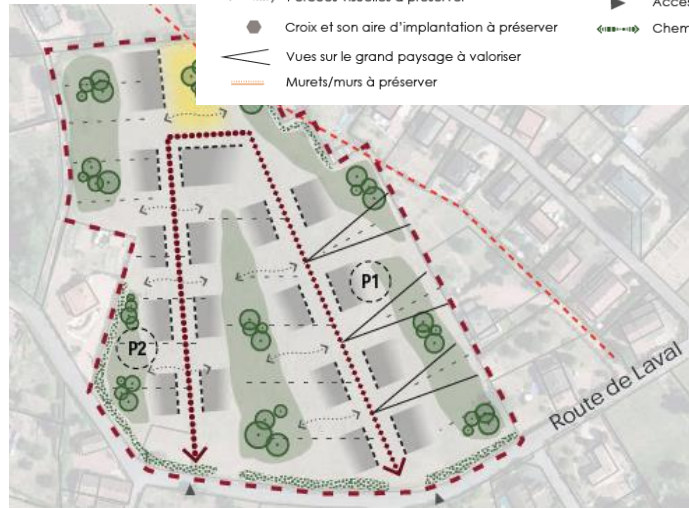 Croix et son aire d'implantation à préserver
Vues sur le grand paysage à valoriser
Murets/murs à préserver
P1
P2
Route de Laval